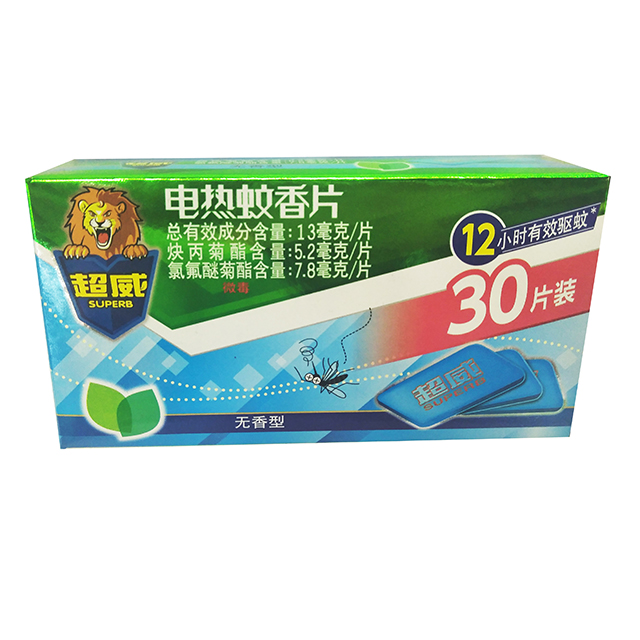 无香型
电热蚊香片
总有效成分含量:13毫克/片
炔丙菊酯含量:5.2毫克/片
氯氟醚菊酯含量:7.8毫克/片
微毒
超威
SUPERB
12小时有效驱蚊*
30片装
超威
SUPERB
无香型